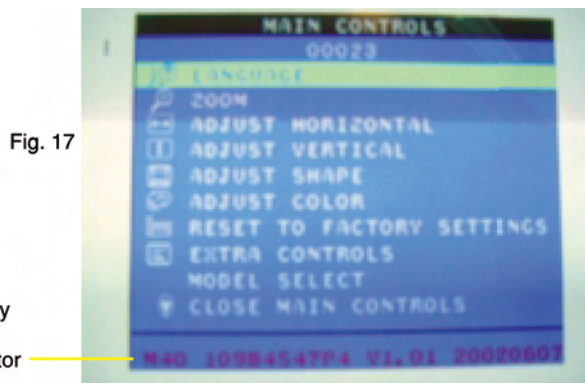 MAIN CONTROLS
00023
LANGUAGE
ZOOM
Fig. 17
ADJUST HORIZONTAL
ADJUST VERTICAL
ADJUST SHAPE
ADJUST COLOR
RESET TO FACTORY SETTINGS
EXTRA CONTROLS
MODEL SELECT
y
CLOSE MAIN CONTROLS
tor
M40 109B4547P4 V1.01 20020607